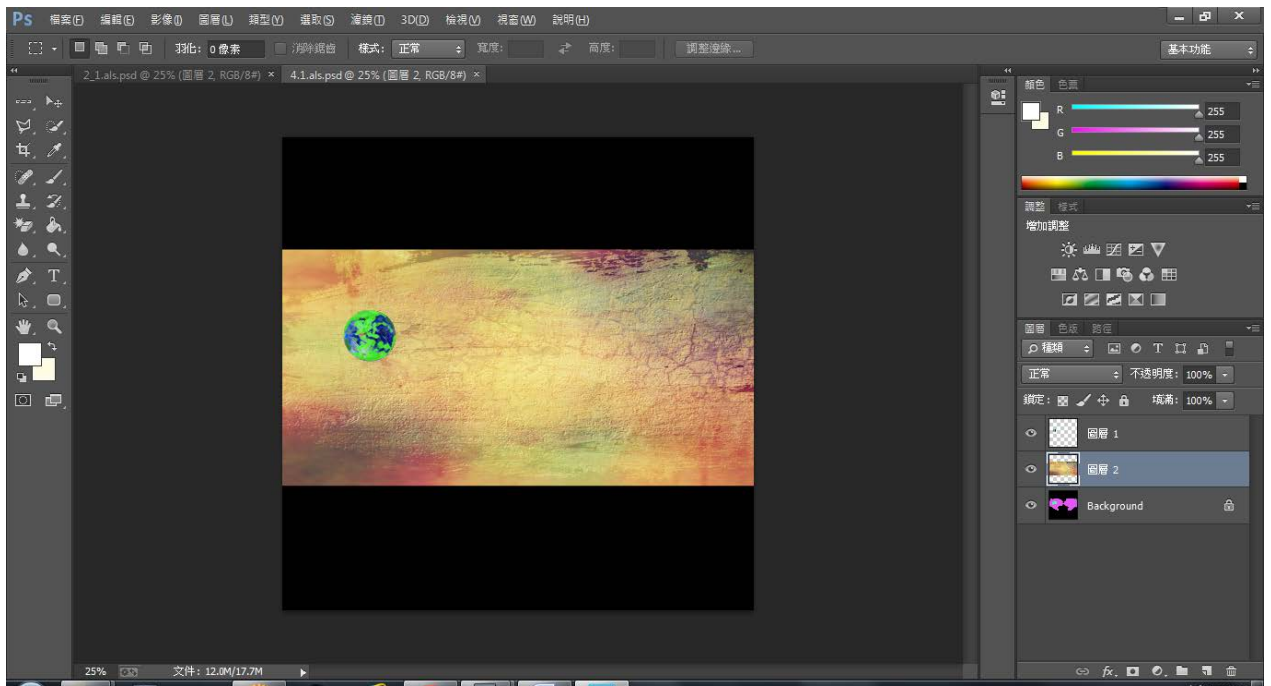 Ps 檔案(F) 編輯(E) 影像(I) 圖層(L) 類型(Y) 選取(S) 濾鏡(T) 3D(D) 檢視(V) 視窗(W) 說明(H)
羽化: 0 像素 消除鋸齒 樣式: 正常 寬度: 高度: 調整邊緣... 基本功能
2_1.als.psd @ 25% (圖層 2, RGB/8#) × 4.1.als.psd @ 25% (圖層 2, RGB/8#) ×
顏色 色票
R 255
G 255
B 255
調整 樣式
增加調整
圖層 色版 路徑
種類
正常 不透明度: 100%
鎖定: 填滿: 100%
圖層 1
圖層 2
Background
25% 文件: 12.0M/17.7M